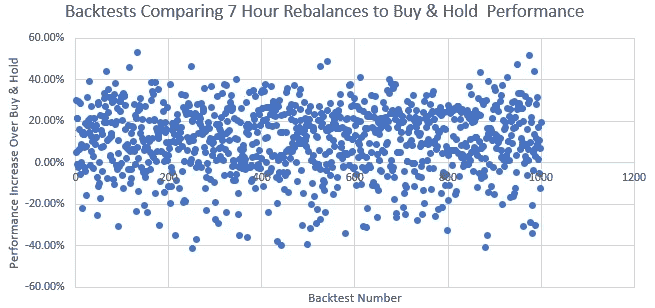 Backtests Comparing 7 Hour Rebalances to Buy & Hold  Performance
Performance Increase Over Buy & Hold
60.00%
40.00%
20.00%
0.00%
0 200 400 600 800 1000 1200
-20.00%
-40.00%
-60.00%
Backtest Number